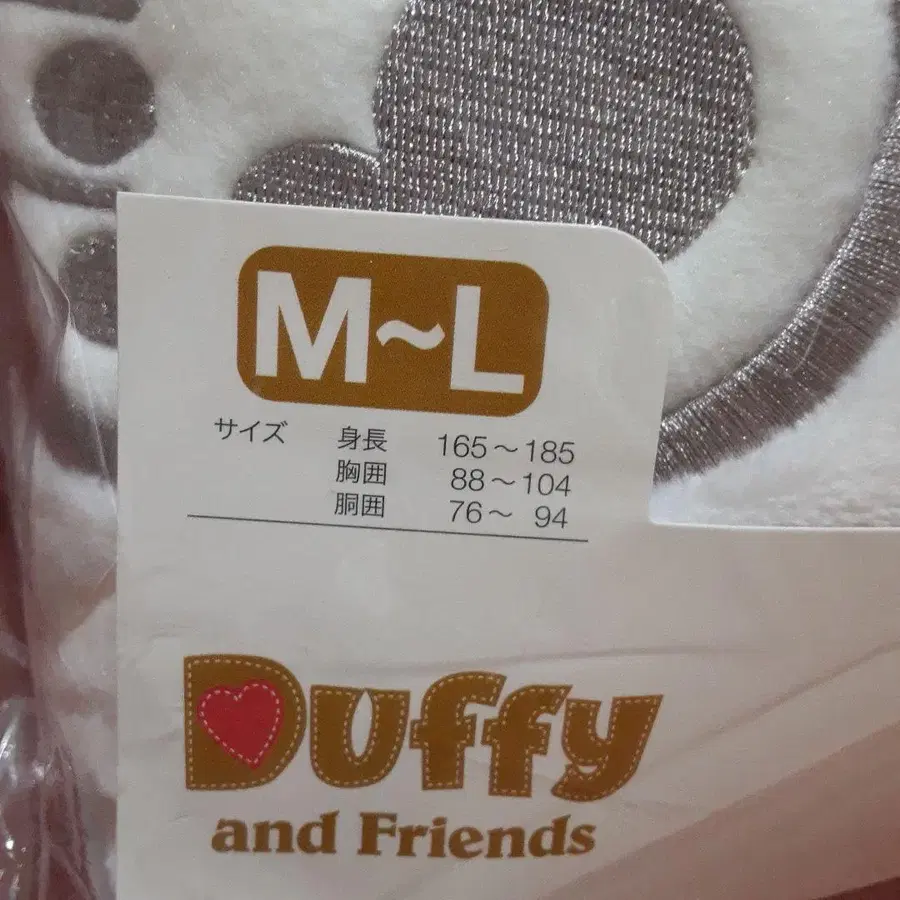 M~L
サイズ 身長 165～185
胸囲 88～104
胴囲 76～ 94
Duffy
and Friends